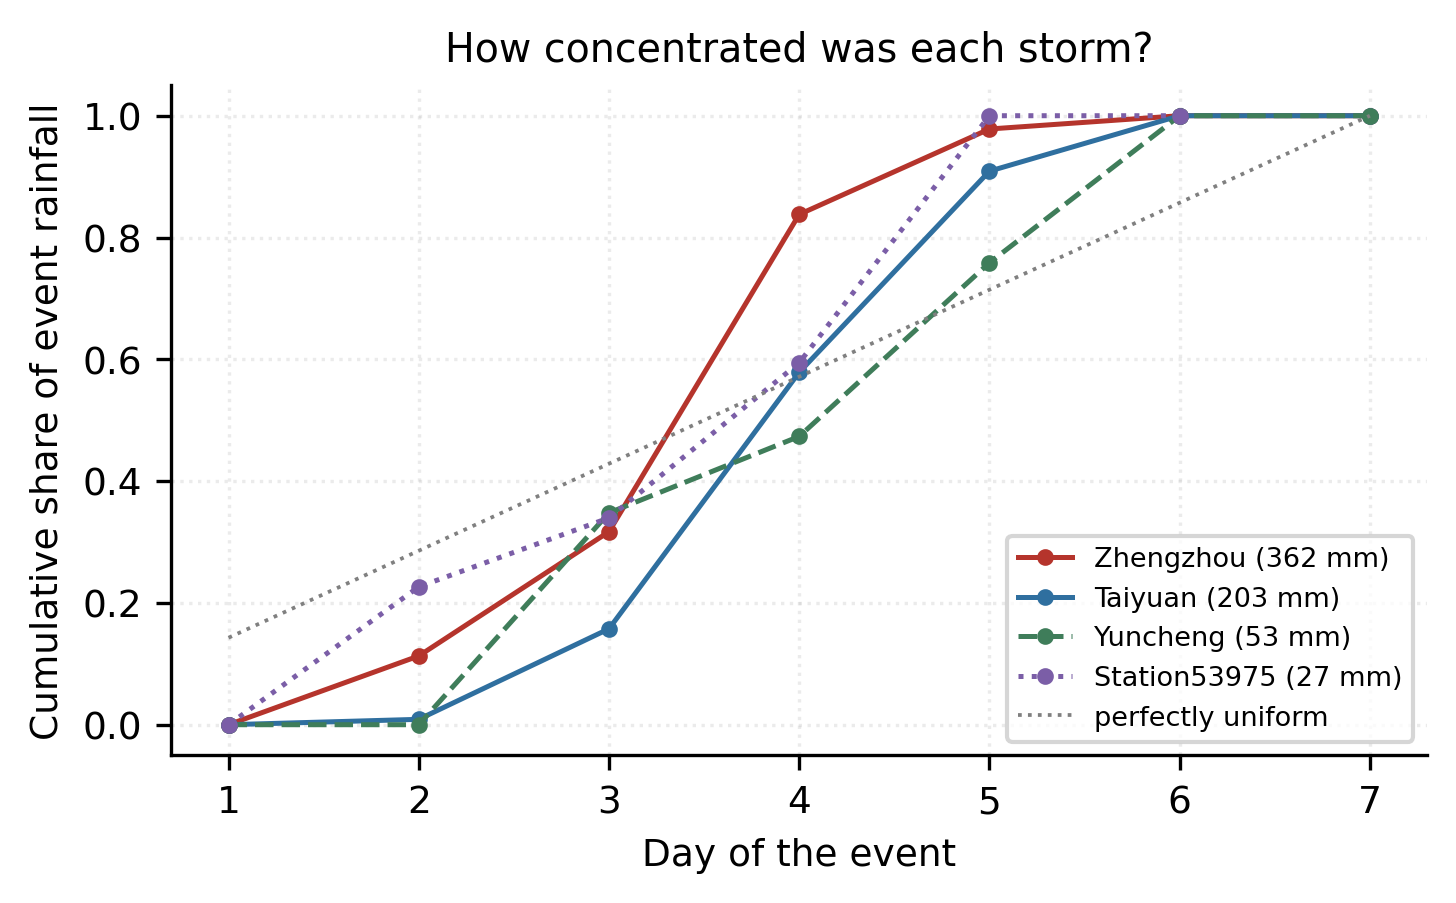 How concentrated was each storm?
Cumulative share of event rainfall
1.0
0.8
0.6
0.4
0.2
0.0
1 2 3 4 5 6 7
Day of the event
Zhengzhou (362 mm)
Taiyuan (203 mm)
Yuncheng (53 mm)
Station53975 (27 mm)
perfectly uniform